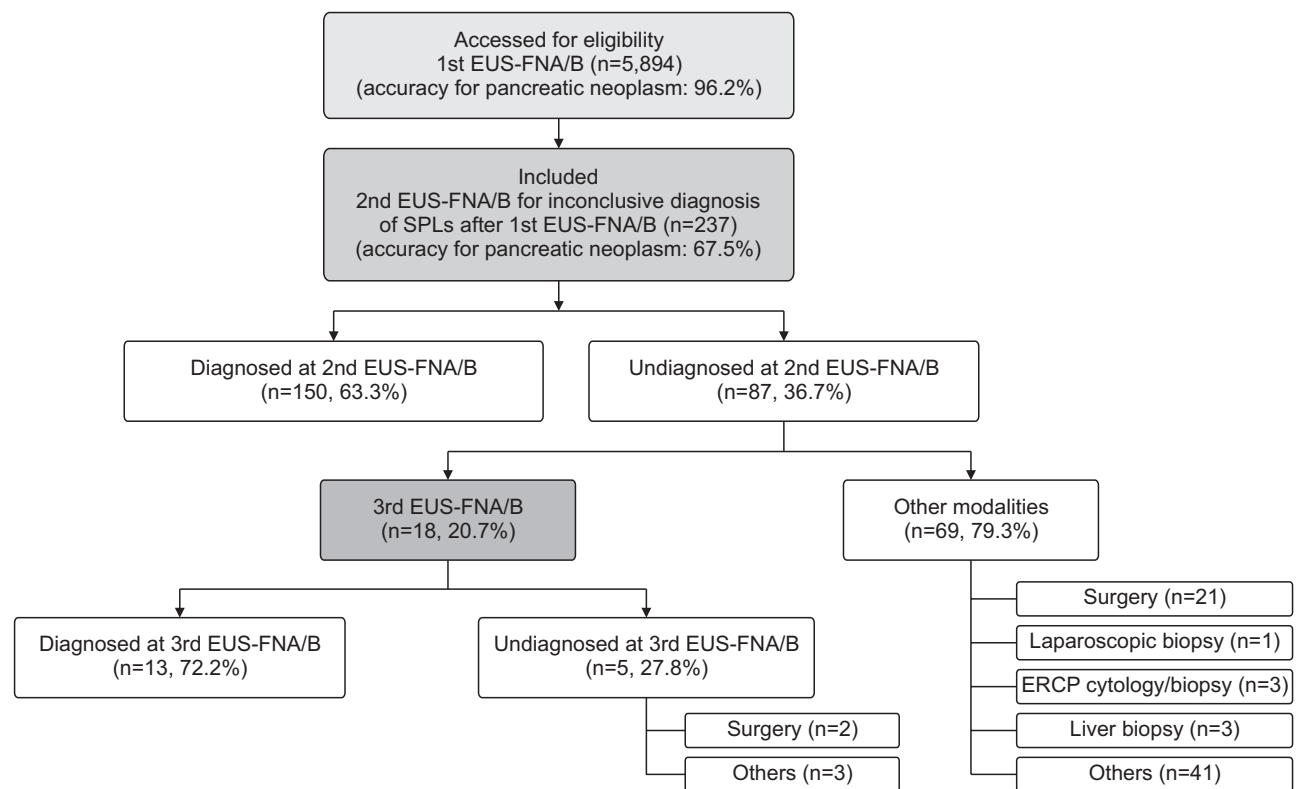 Accessed for eligibility
1st EUS-FNA/B (n=5,894)
(accuracy for pancreatic neoplasm: 96.2%)
Included
2nd EUS-FNA/B for inconclusive diagnosis
of SPLs after 1st EUS-FNA/B (n=237)
(accuracy for pancreatic neoplasm: 67.5%)
Diagnosed at 2nd EUS-FNA/B
(n=150, 63.3%)
Undiagnosed at 2nd EUS-FNA/B
(n=87, 36.7%)
3rd EUS-FNA/B
(n=18, 20.7%)
Other modalities
(n=69, 79.3%)
Diagnosed at 3rd EUS-FNA/B
(n=13, 72.2%)
Undiagnosed at 3rd EUS-FNA/B
(n=5, 27.8%)
Surgery (n=2)
Others (n=3)
Surgery (n=21)
Laparoscopic biopsy (n=1)
ERCP cytology/biopsy (n=3)
Liver biopsy (n=3)
Others (n=41)